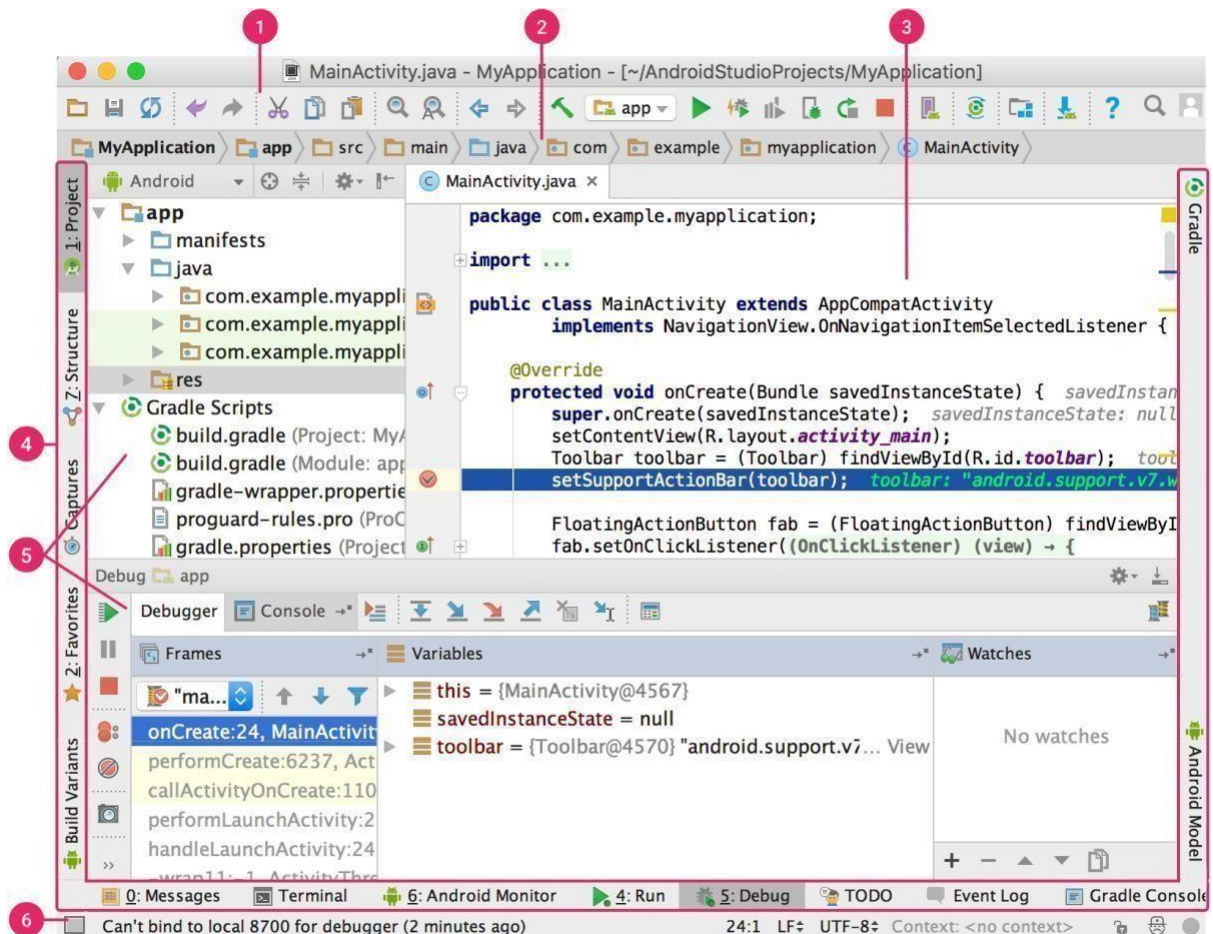 1
2
3
MainActivity.java - MyApplication - [~/AndroidStudioProjects/MyApplication]
app
?
MyApplication app src main java com example myapplication C MainActivity
1: Project
Z: Structure
Captures
2: Favorites
Build Variants
4
5
6
Android
app
manifests
java
com.example.myappli
com.example.myappli
com.example.myappli
res
Gradle Scripts
build.gradle (Project: MyA
build.gradle (Module: app
gradle-wrapper.propertie
proguard-rules.pro (ProC
gradle.properties (Project
C MainActivity.java ×
package com.example.myapplication;
import ...
public class MainActivity extends AppCompatActivity
implements NavigationView.OnNavigationItemSelectedListener {
@Override
protected void onCreate(Bundle savedInstanceState) { savedInstan
super.onCreate(savedInstanceState); savedInstanceState: null
setContentView(R.layout.activity_main);
Toolbar toolbar = (Toolbar) findViewById(R.id.toolbar); tool
setSupportActionBar(toolbar); toolbar: "android.support.v7.w
FloatingActionButton fab = (FloatingActionButton) findViewByI
fab.setOnClickListener((OnClickListener) (view) → {
Gradle
Android Model
Debug app
Debugger Console
Frames
"ma...
onCreate:24, MainActivit
performCreate:6237, Act
callActivityOnCreate:110
performLaunchActivity:2
handleLaunchActivity:24
-wrap11:-1, ActivityThre
Variables
this = {MainActivity@4567}
savedInstanceState = null
toolbar = {Toolbar@4570} "android.support.v7... View
Watches
No watches
0: Messages Terminal 6: Android Monitor 4: Run 5: Debug TODO Event Log Gradle Console
Can't bind to local 8700 for debugger (2 minutes ago) 24:1 LF UTF-8 Context: <no context>